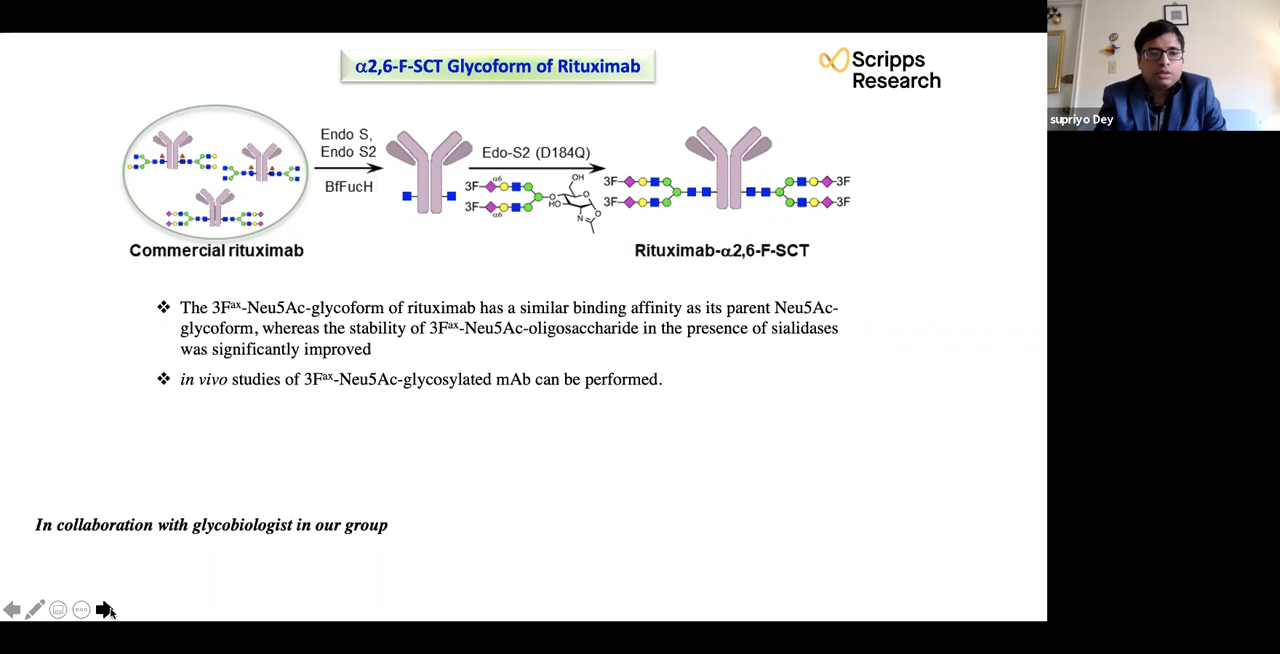 α2,6-F-SCT Glycoform of Rituximab
Scripps
Research
supriyo Dey
Endo S,
Endo S2
BfFucH
Edo-S2 (D184Q)
3F
α6
3F
α6
OH
O
O
HO
O
N
3F
3F
3F
3F
Commercial rituximab
Rituximab-α2,6-F-SCT
❖ The 3Fᵃˣ-Neu5Ac-glycoform of rituximab has a similar binding affinity as its parent Neu5Ac-
glycoform, whereas the stability of 3Fᵃˣ-Neu5Ac-oligosaccharide in the presence of sialidases
was significantly improved
❖ in vivo studies of 3Fᵃˣ-Neu5Ac-glycosylated mAb can be performed.
In collaboration with glycobiologist in our group